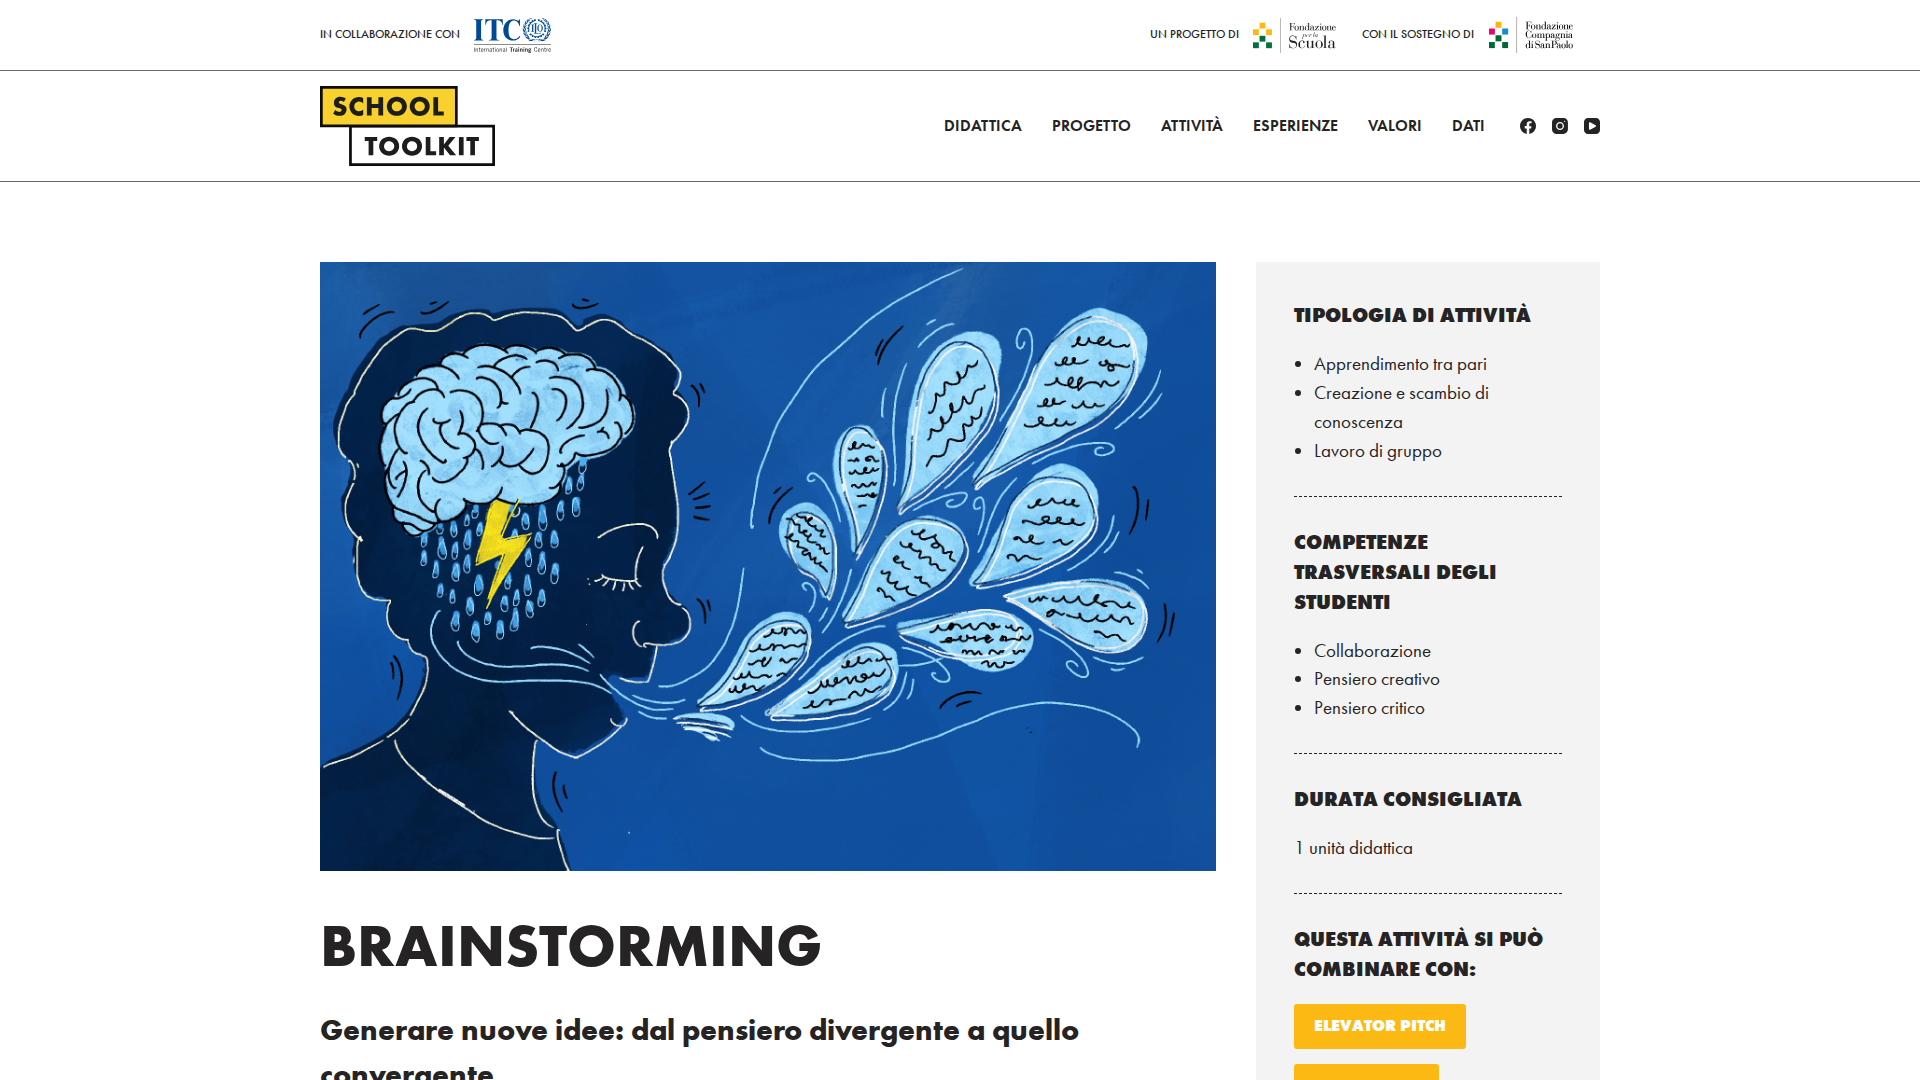 IN COLLABORAZIONE CON
ITC
International Training Centre
UN PROGETTO DI
Fondazione
per la
Scuola
CON IL SOSTEGNO DI
Fondazione
Compagnia
di San Paolo
SCHOOL
TOOLKIT
DIDATTICA
PROGETTO
ATTIVITÀ
ESPERIENZE
VALORI
DATI
BRAINSTORMING
Generare nuove idee: dal pensiero divergente a quello
convergente
TIPOLOGIA DI ATTIVITÀ
Apprendimento tra pari
Creazione e scambio di
conoscenza
Lavoro di gruppo
COMPETENZE
TRASVERSALI DEGLI
STUDENTI
Collaborazione
Pensiero creativo
Pensiero critico
DURATA CONSIGLIATA
1 unità didattica
QUESTA ATTIVITÀ SI PUÒ
COMBINARE CON:
ELEVATOR PITCH